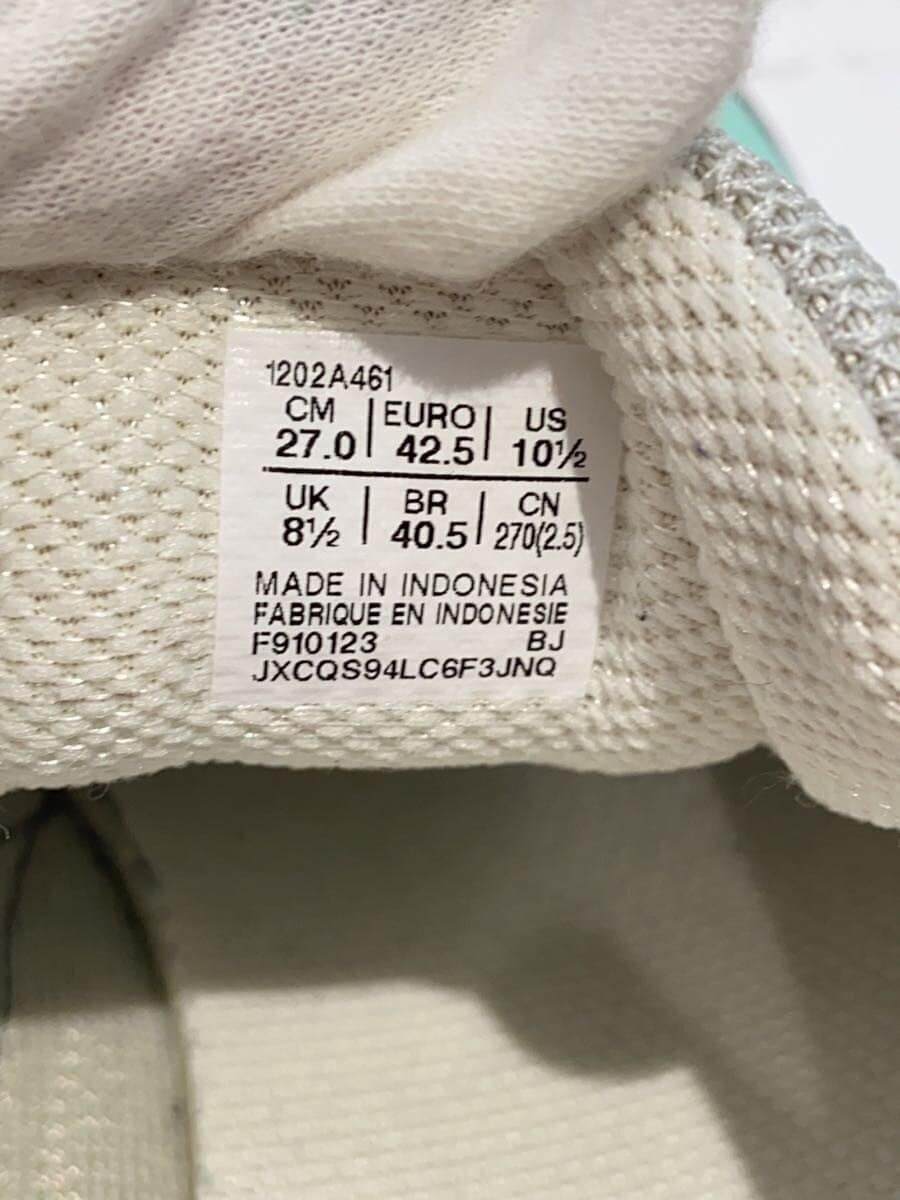 1202A461
CM | EURO | US
27.0 | 42.5 | 10½
UK | BR | CN
8½ | 40.5 | 270(2.5)
MADE IN INDONESIA
FABRIQUE EN INDONESIE
F910123 BJ
JXCQS94LC6F3JNQ